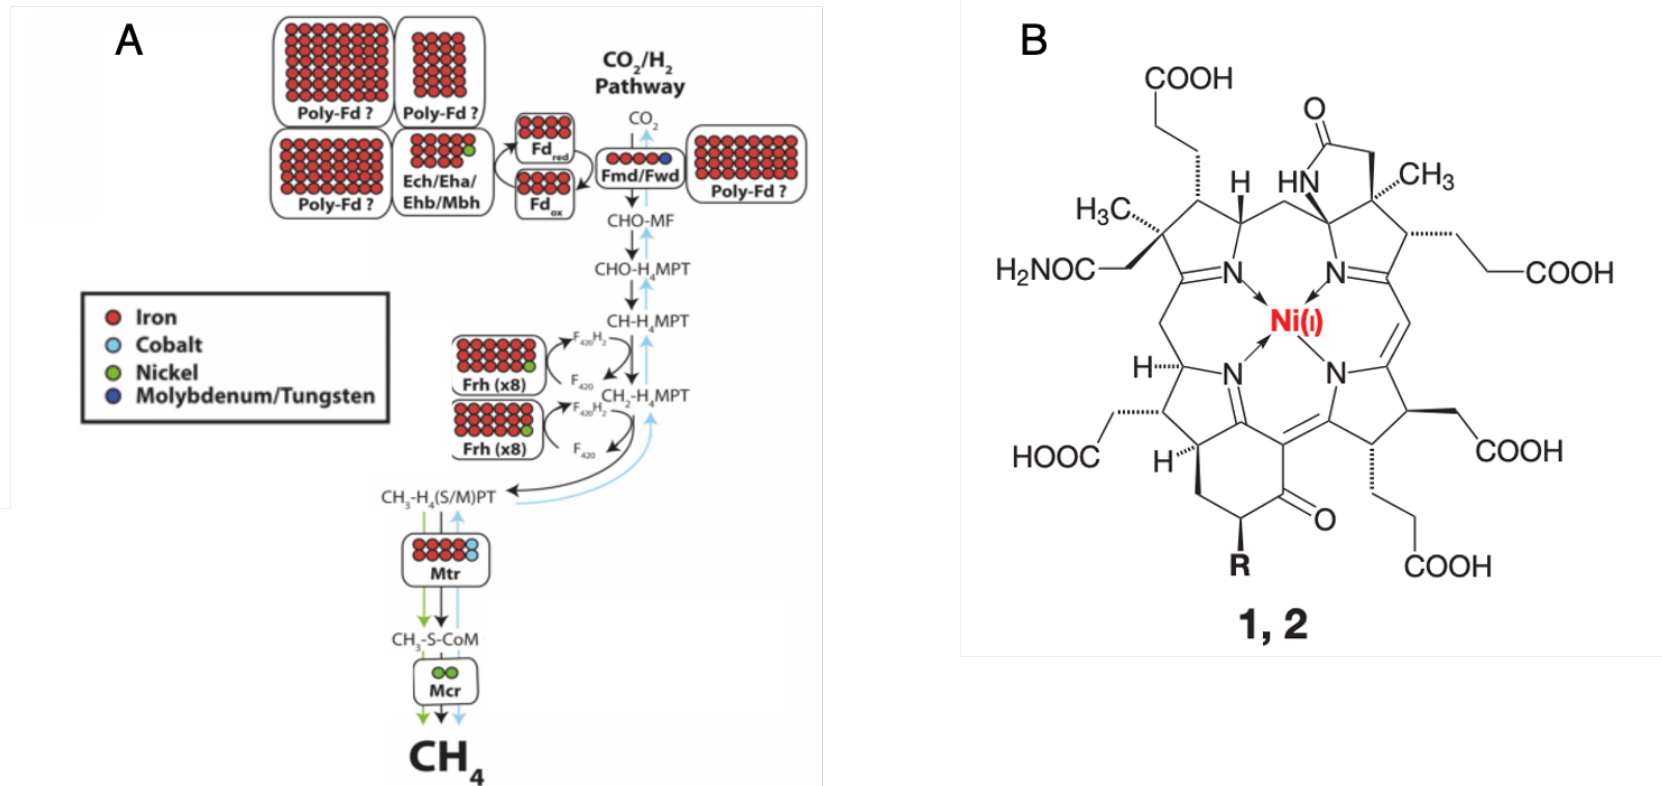 A
CO2/H2
Pathway
Poly-Fd ?
Poly-Fd ?
CO2
Fdred
Fmd/Fwd
Ech/Eha/
Ehb/Mbh
Poly-Fd ?
Fdox
Poly-Fd ?
CHO-MF
CHO-H4MPT
Iron
Cobalt
Nickel
Molybdenum/Tungsten
CH-H4MPT
F420H2
Frh (x8)
F420
CH2-H4MPT
F420H2
Frh (x8)
F420
CH3-H4(S/M)PT
Mtr
CH3-S-CoM
Mcr
CH4
B
COOH
O
H
HN
CH3
H3C
H2NOC
N
N
COOH
Ni(I)
H
N
N
HOOC
H
COOH
O
R
COOH
1, 2